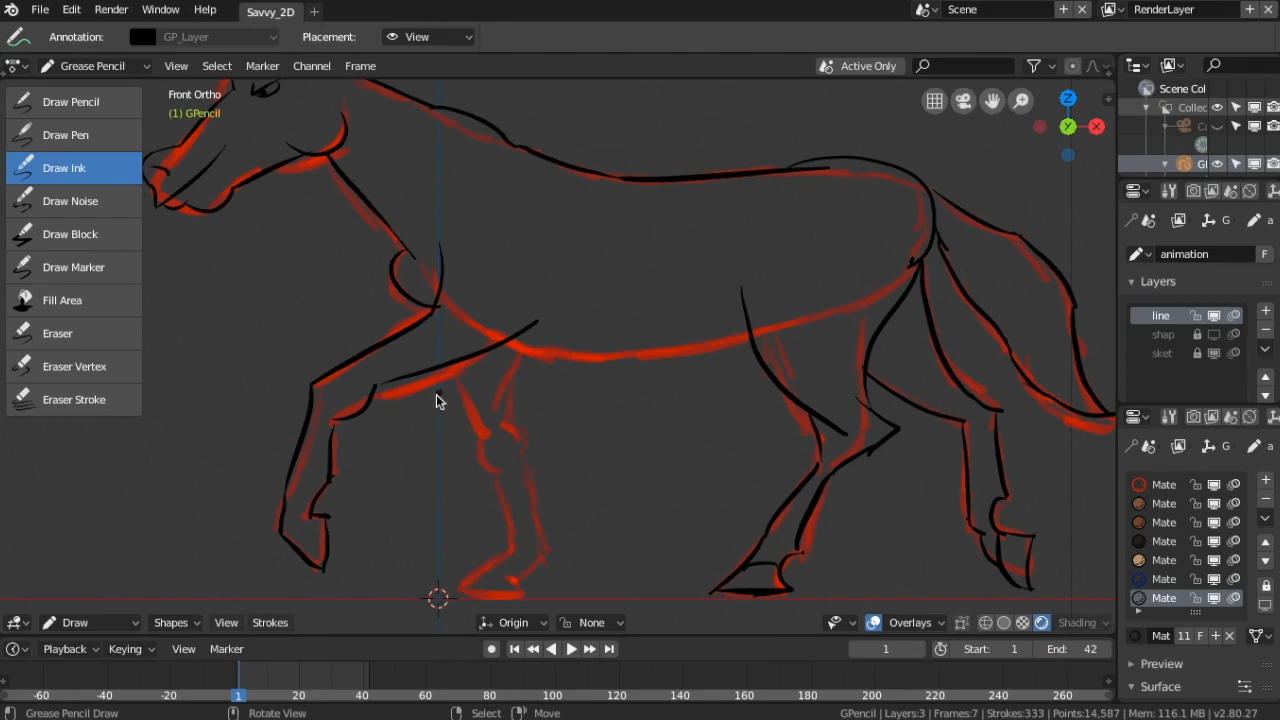 File Edit Render Window Help Savvy_2D + Scene RenderLayer
Annotation: GP_Layer Placement: View
Grease Pencil View Select Marker Channel Frame Active Only
Draw Pencil
Draw Pen
Draw Ink
Draw Noise
Draw Block
Draw Marker
Fill Area
Eraser
Eraser Vertex
Eraser Stroke
Front Ortho
(1) GPencil
Z
Y
X
Scene Col
Collec
Ca
G
animation F
Layers
line
shap
sket
G a
Mate
Mate
Mate
Mate
Mate
Mate
Mate
Mat 11 F
Preview
Surface
Draw Shapes View Strokes Origin None Overlays Shading
Playback Keying View Marker 1 Start: 1 End: 42
-60 -40 -20 1 20 40 60 80 100 120 140 160 180 200 220 240 260
Grease Pencil Draw Rotate View Select Move GPencil | Layers:3 | Frames:7 | Strokes:333 | Points:14,587 | Mem: 116.1 MB | v2.80.27